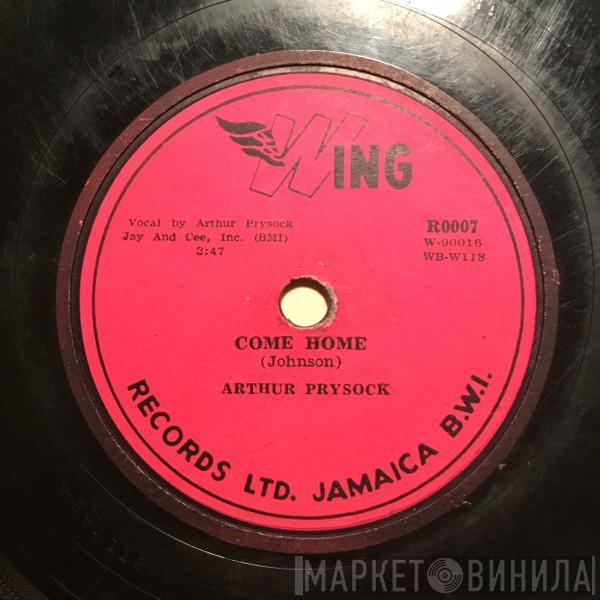 WING
Vocal by Arthur Prysock
Jay And Cee, Inc. (BMI)
3:47
R0007
W-90016
WB-W118
COME HOME
(Johnson)
ARTHUR PRYSOCK
RECORDS LTD. JAMAICA B.W.I.
МАРКЕТ ВИНИЛА